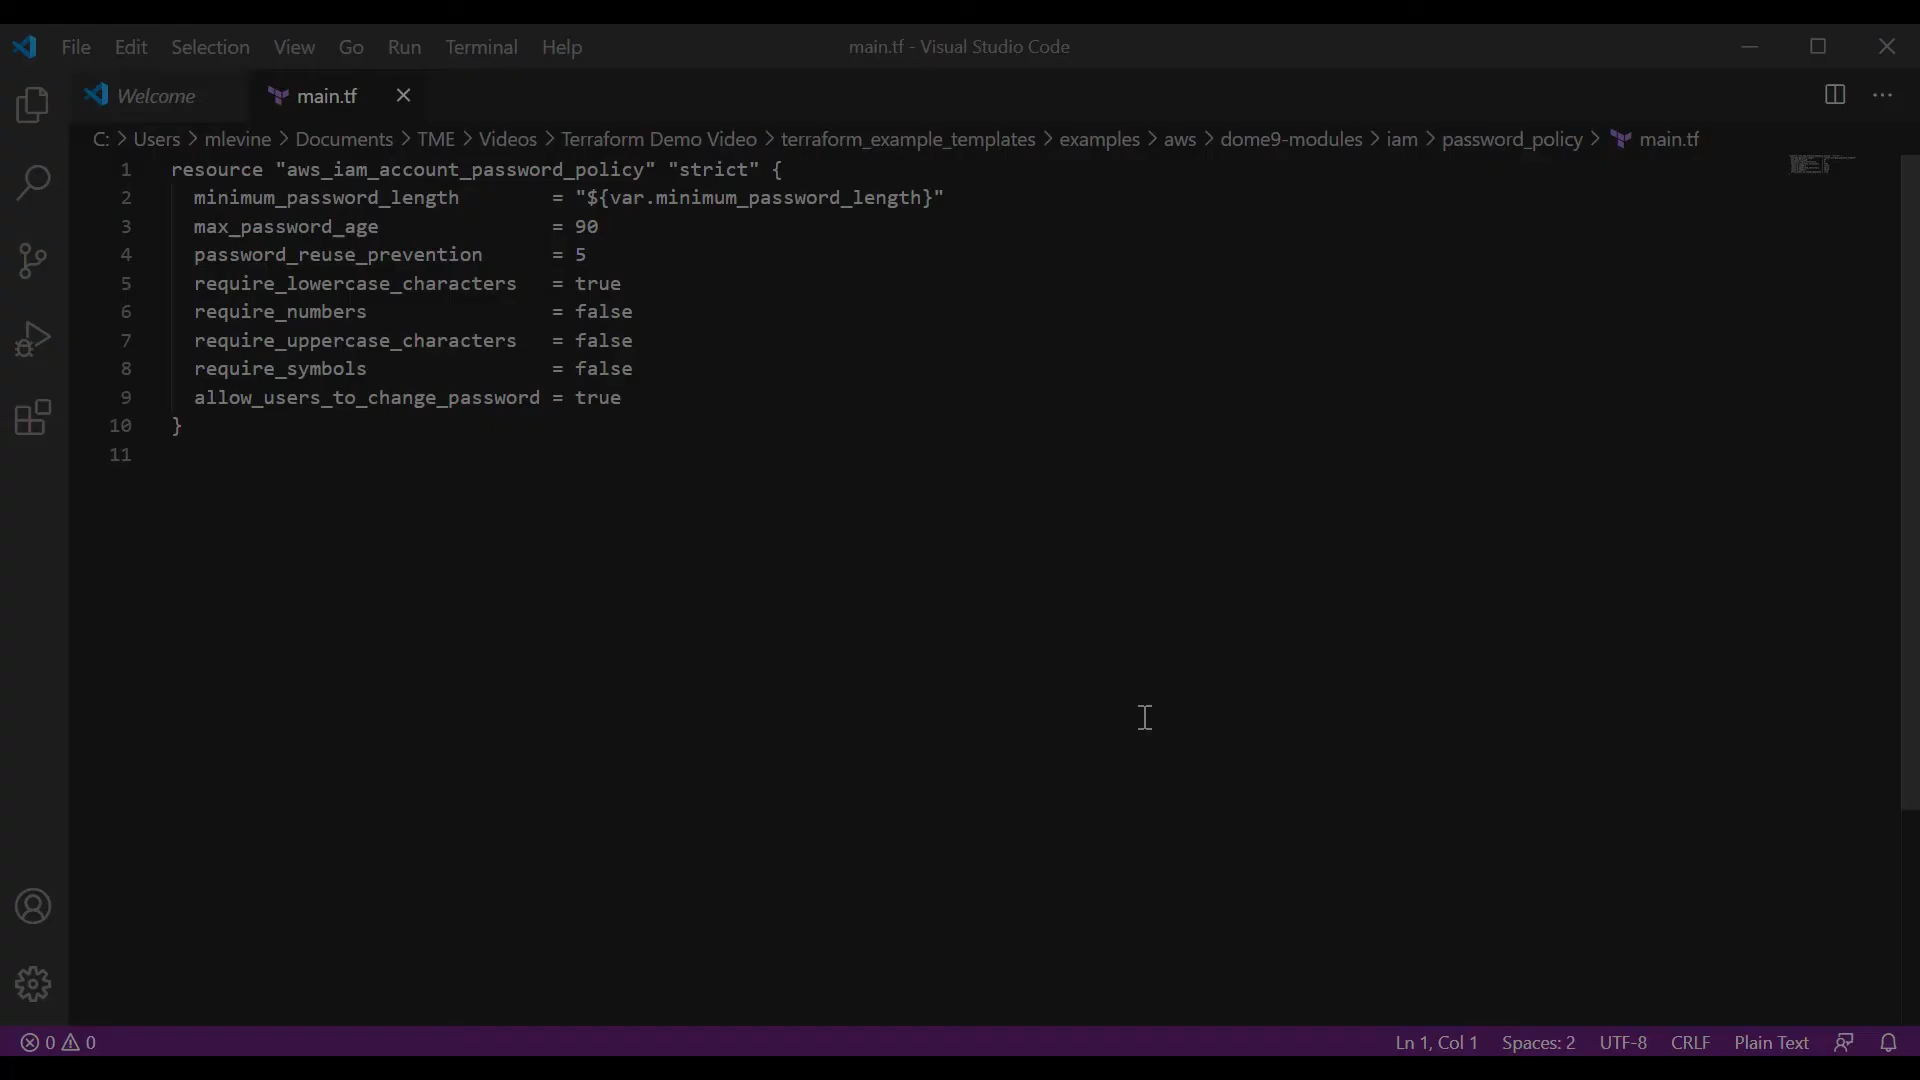 File Edit Selection View Go Run Terminal Help main.tf - Visual Studio Code
Welcome main.tf
C: > Users > mlevine > Documents > TME > Videos > Terraform Demo Video > terraform_example_templates > examples > aws > dome9-modules > iam > password_policy > main.tf
1 resource "aws_iam_account_password_policy" "strict" {
2 minimum_password_length = "${var.minimum_password_length}"
3 max_password_age = 90
4 password_reuse_prevention = 5
5 require_lowercase_characters = true
6 require_numbers = false
7 require_uppercase_characters = false
8 require_symbols = false
9 allow_users_to_change_password = true
10 }
11
0 0 Ln 1, Col 1 Spaces: 2 UTF-8 CRLF Plain Text